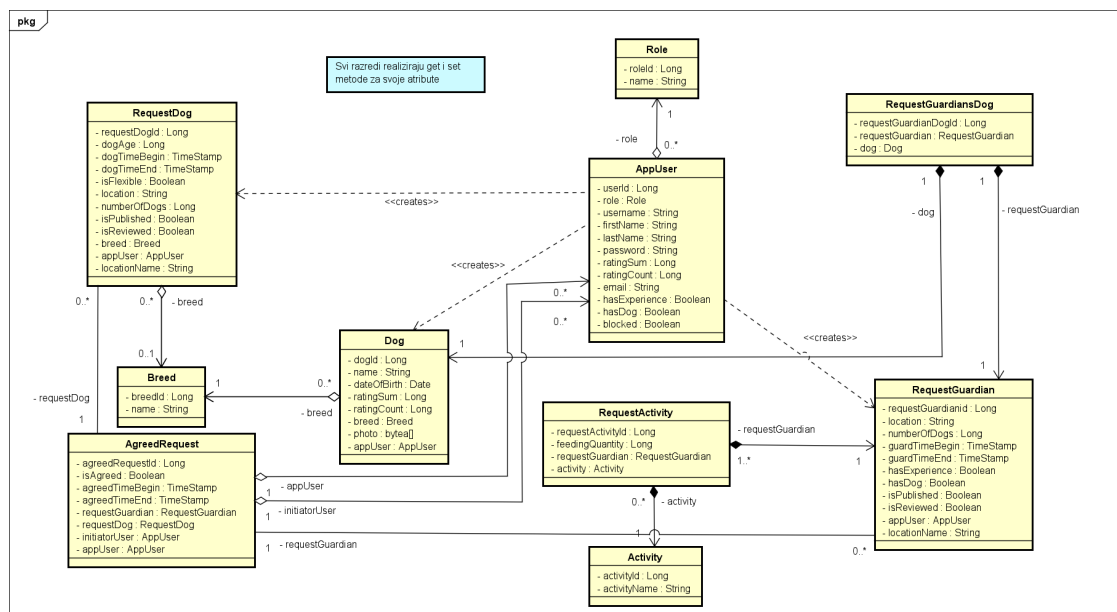 pkg
Svi razredi realiziraju get i set
metode za svoje atribute
Role
- roleId : Long
- name : String
1
- role
0..*
RequestDog
- requestDogId : Long
- dogAge : Long
- dogTimeBegin : TimeStamp
- dogTimeEnd : TimeStamp
- isFlexible : Boolean
- location : String
- numberOfDogs : Long
- isPublished : Boolean
- isReviewed : Boolean
- breed : Breed
- appUser : AppUser
- locationName : String
RequestGuardiansDog
- requestGuardianDogId : Long
- requestGuardian : RequestGuardian
- dog : Dog
1
1
- dog
- requestGuardian
AppUser
- userId : Long
- role : Role
- username : String
- firstName : String
- lastName : String
- password : String
- ratingSum : Long
- ratingCount : Long
- email : String
- hasExperience : Boolean
- hasDog : Boolean
- blocked : Boolean
<<creates>>
<<creates>>
<<creates>>
0..*
0..*
0..*
0..*
- breed
0..1
Dog
- dogId : Long
- name : String
- dateOfBirth : Date
- ratingSum : Long
- ratingCount : Long
- breed : Breed
- photo : bytea[]
- appUser : AppUser
1
1
Breed
- breedId : Long
- name : String
1
0..*
- breed
- requestDog
1
RequestGuardian
- requestGuardianid : Long
- location : String
- numberOfDogs : Long
- guardTimeBegin : TimeStamp
- guardTimeEnd : TimeStamp
- hasExperience : Boolean
- hasDog : Boolean
- isPublished : Boolean
- isReviewed : Boolean
- appUser : AppUser
- locationName : String
RequestActivity
- requestActivityId : Long
- feedingQuantity : Long
- requestGuardian : RequestGuardian
- activity : Activity
- requestGuardian
1..*
1
AgreedRequest
- agreedRequestId : Long
- isAgreed : Boolean
- agreedTimeBegin : TimeStamp
- agreedTimeEnd : TimeStamp
- requestGuardian : RequestGuardian
- requestDog : RequestDog
- initiatorUser : AppUser
- appUser : AppUser
1
- appUser
1
- initiatorUser
1
- requestGuardian
0..*
0..*
- activity
1
Activity
- activityId : Long
- activityName : String